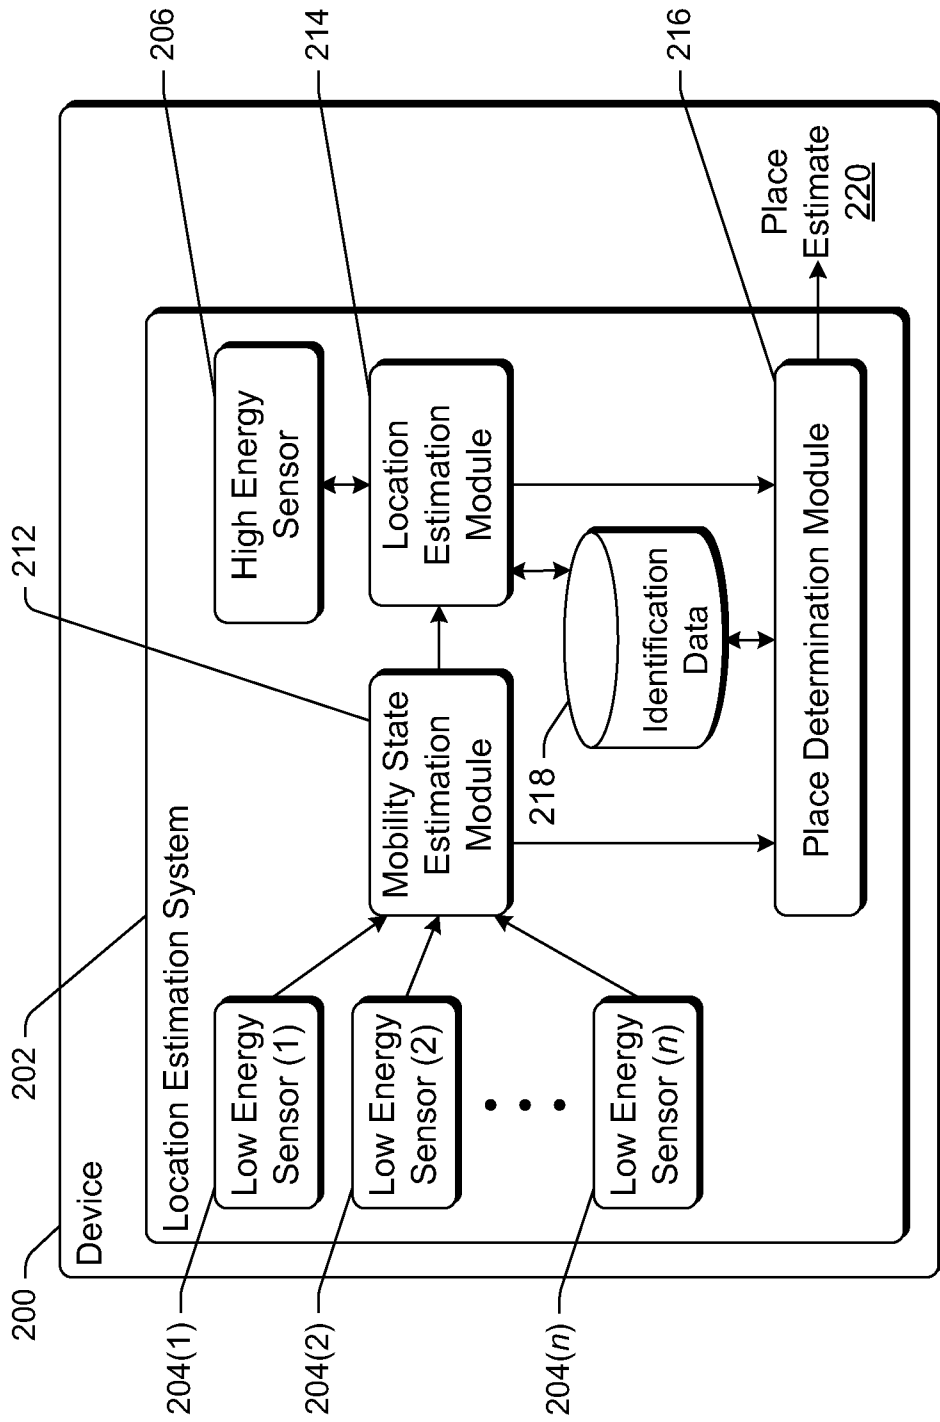 200
202
212
206
Device
Location Estimation System
204(1)
Low Energy
Sensor (1)
High Energy
Sensor
204(2)
Low Energy
Sensor (2)
Mobility State
Estimation
Module
Location
Estimation
Module
214
218
Identification
Data
204(n)
Low Energy
Sensor (n)
Place Determination Module
216
Place
Estimate
220